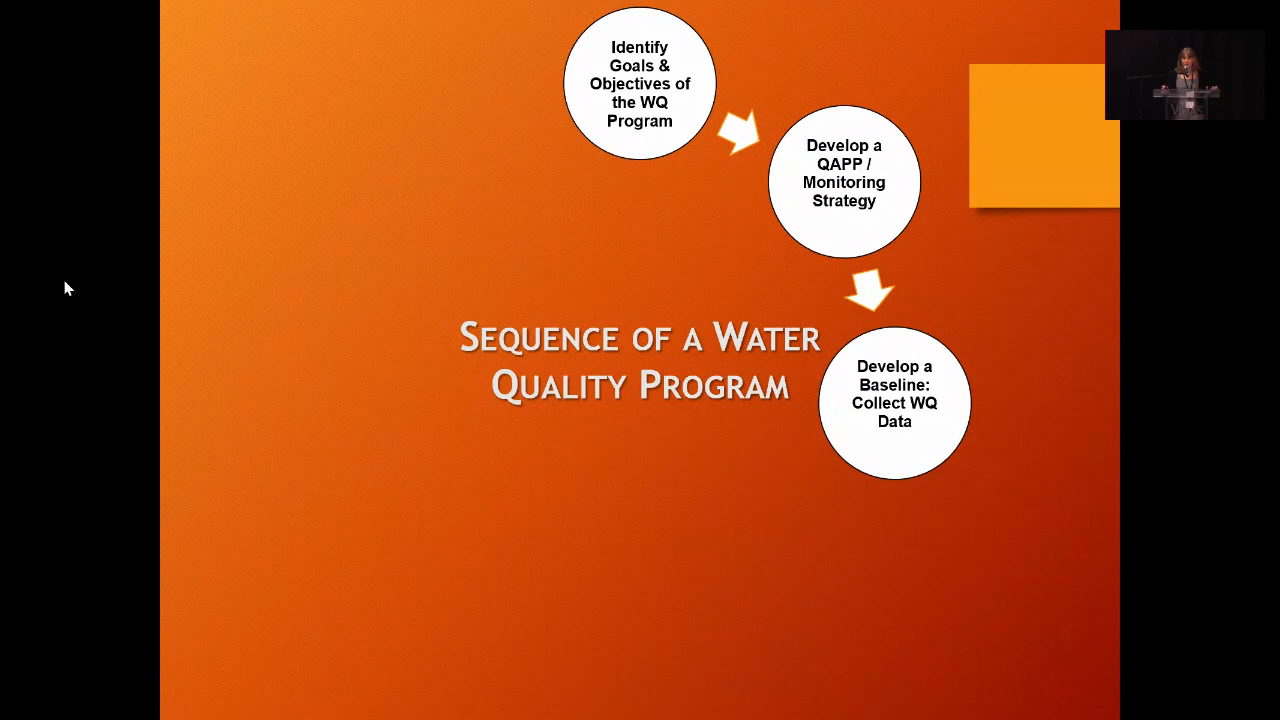 Identify
Goals &
Objectives of
the WQ
Program
Develop a
QAPP /
Monitoring
Strategy
Develop a
Baseline:
Collect WQ
Data
Sequence of a Water
Quality Program